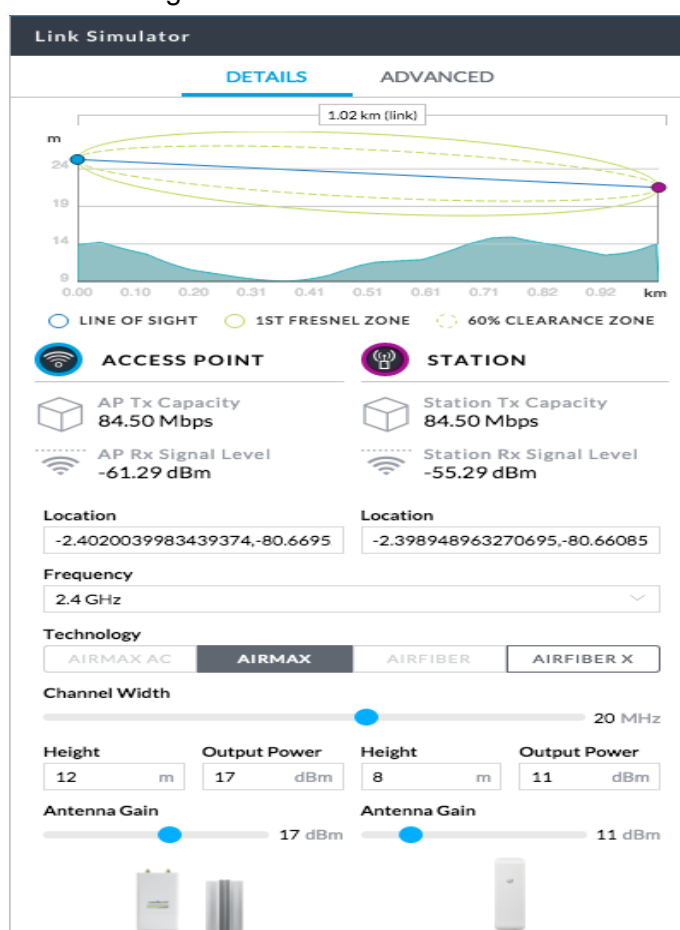 Link Simulator
DETAILS ADVANCED
1.02 km (link)
m
24
19
14
9
0.00 0.10 0.20 0.31 0.41 0.51 0.61 0.71 0.82 0.92 km
LINE OF SIGHT 1ST FRESNEL ZONE 60% CLEARANCE ZONE
ACCESS POINT STATION
AP Tx Capacity Station Tx Capacity
84.50 Mbps 84.50 Mbps
AP Rx Signal Level Station Rx Signal Level
-61.29 dBm -55.29 dBm
Location Location
-2.4020039983439374,-80.6695 -2.398948963270695,-80.66085
Frequency
2.4 GHz
Technology
AIRMAX AC AIRMAX AIRFIBER AIRFIBER X
Channel Width
20 MHz
Height Output Power Height Output Power
12 m 17 dBm 8 m 11 dBm
Antenna Gain Antenna Gain
17 dBm 11 dBm